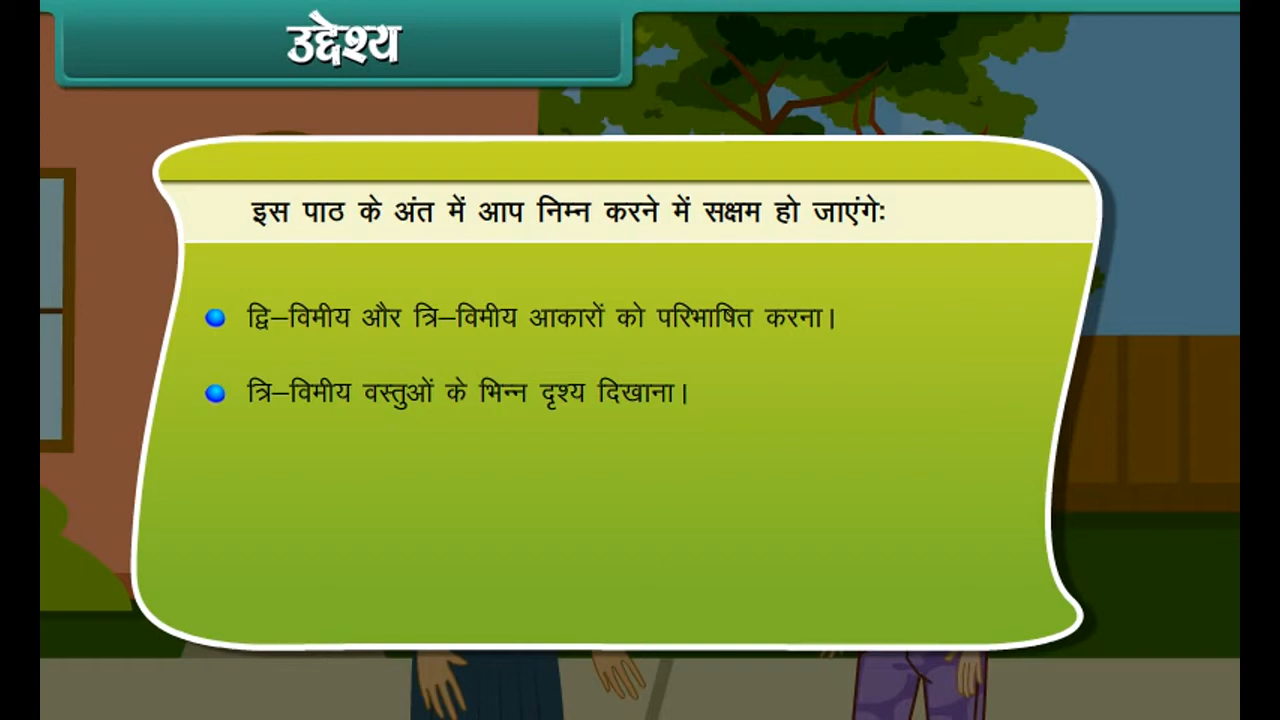 उद्देश्य
इस पाठ के अंत में आप निम्न करने में सक्षम हो जाएंगेः
द्वि–विमीय और त्रि–विमीय आकारों को परिभाषित करना।
त्रि–विमीय वस्तुओं के भिन्न दृश्य दिखाना।